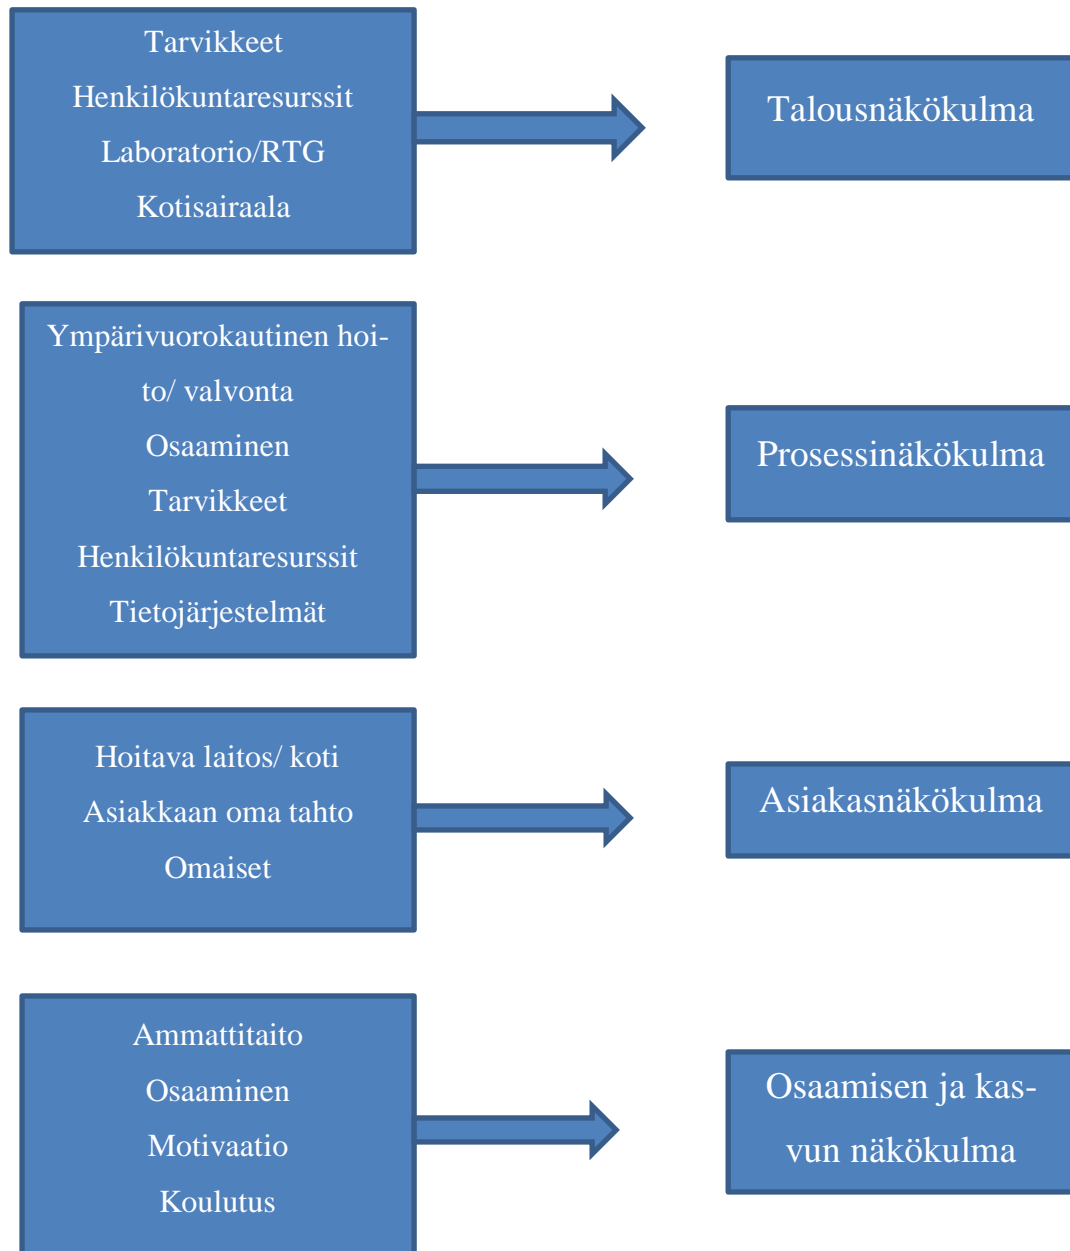 Tarvikkeet
Henkilökuntaresurssit
Laboratorio/RTG
Kotisairaala
Talousnäkökulma
Ympärivuorokautinen hoi-
to/ valvonta
Osaaminen
Tarvikkeet
Henkilökuntaresurssit
Tietojärjestelmät
Prosessinäkökulma
Hoitava laitos/ koti
Asiakkaan oma tahto
Omaiset
Asiakasnäkökulma
Ammattitaito
Osaaminen
Motivaatio
Koulutus
Osaamisen ja kas-
vun näkökulma